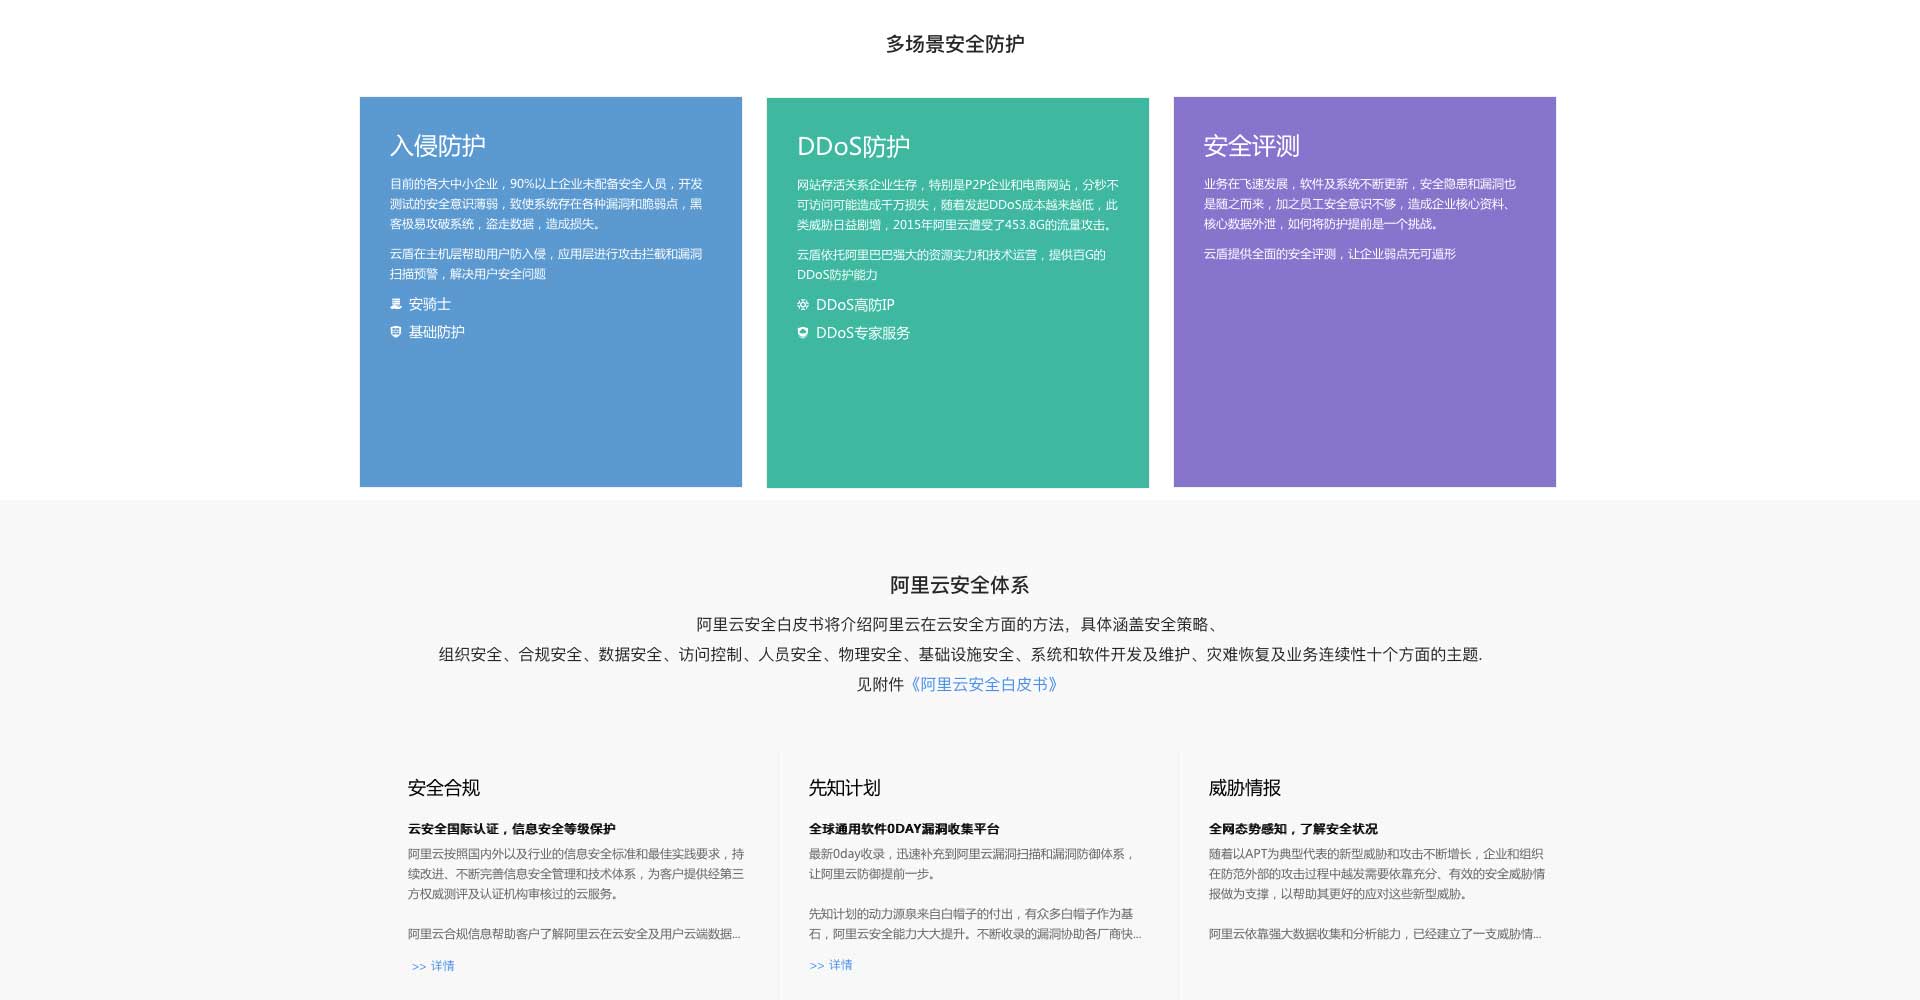 多场景安全防护
入侵防护
目前的各大中小企业，90%以上企业未配备安全人员，开发
测试的安全意识薄弱，致使系统存在各种漏洞和脆弱点，黑
客极易攻破系统，盗走数据，造成损失。
云盾在主机层帮助用户防入侵，应用层进行攻击拦截和漏洞
扫描预警，解决用户安全问题
安骑士
基础防护
DDoS防护
网站存活关系企业生存，特别是P2P企业和电商网站，分秒不
可访问可能造成千万损失，随着发起DDoS成本越来越低，此
类威胁日益剧增，2015年阿里云遭受了453.8G的流量攻击。
云盾依托阿里巴巴强大的资源实力和技术运营，提供百G的
DDoS防护能力
DDoS高防IP
DDoS专家服务
安全评测
业务在飞速发展，软件及系统不断更新，安全隐患和漏洞也
是随之而来，加之员工安全意识不够，造成企业核心资料、
核心数据外泄，如何将防护提前是一个挑战。
云盾提供全面的安全评测，让企业弱点无可遁形
阿里云安全体系
阿里云安全白皮书将介绍阿里云在云安全方面的方法，具体涵盖安全策略、
组织安全、合规安全、数据安全、访问控制、人员安全、物理安全、基础设施安全、系统和软件开发及维护、灾难恢复及业务连续性十个方面的主题.
见附件《阿里云安全白皮书》
安全合规
云安全国际认证，信息安全等级保护
阿里云按照国内外以及行业的信息安全标准和最佳实践要求，持
续改进、不断完善信息安全管理和技术体系，为客户提供经第三
方权威测评及认证机构审核过的云服务。
阿里云合规信息帮助客户了解阿里云在云安全及用户云端数据...
>> 详情
先知计划
全球通用软件0DAY漏洞收集平台
最新0day收录，迅速补充到阿里云漏洞扫描和漏洞防御体系，
让阿里云防御提前一步。
先知计划的动力源泉来自白帽子的付出，有众多白帽子作为基
石，阿里云安全能力大大提升。不断收录的漏洞协助各厂商快...
>> 详情
威胁情报
全网态势感知，了解安全状况
随着以APT为典型代表的新型威胁和攻击不断增长，企业和组织
在防范外部的攻击过程中越发需要依靠充分、有效的安全威胁情
报做为支撑，以帮助其更好的应对这些新型威胁。
阿里云依靠强大数据收集和分析能力，已经建立了一支威胁情...